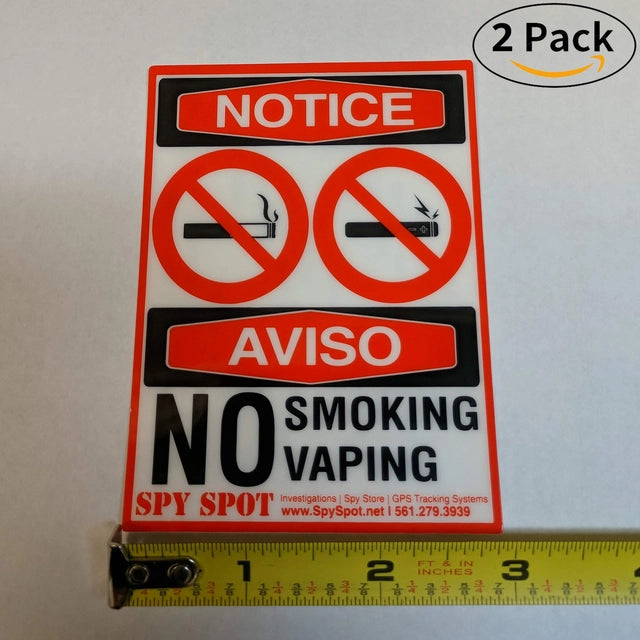 2 Pack
NOTICE
AVISO
NO SMOKING
VAPING
SPY SPOT Investigations | Spy Store | GPS Tracking Systems
www.SpySpot.net | 561.279.3939
FT & IN
INCHES
1 2 3